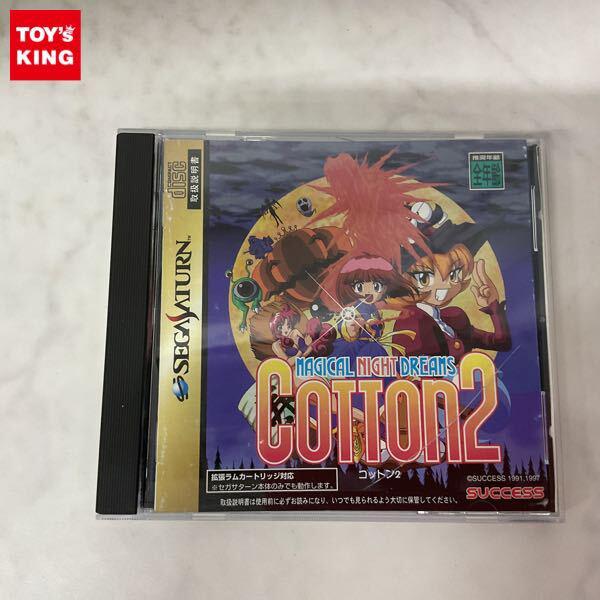 TOY's
KING
COMPACT
disc
取扱説明書
SEGASATURN™
推奨年齢
全年齢
MAGICAL NIGHT DREAMS
COTTON2
コットン2
拡張ラムカートリッジ対応
※セガサターン本体のみでも動作します。
©SUCCESS 1991,1997
SUCCESS
取扱説明書は使用前に必ずお読みになり、いつでも見られるよう大切に保管してください。